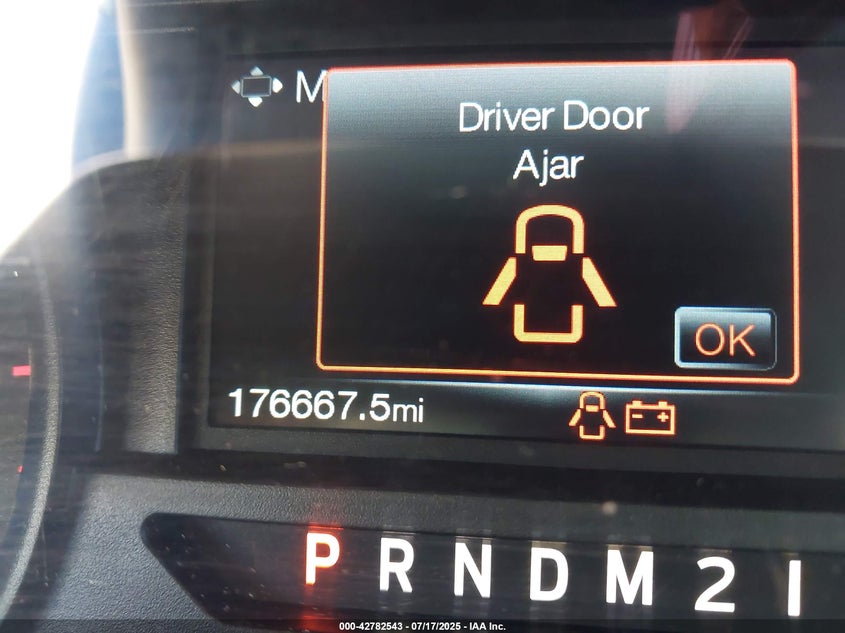 M
Driver Door
Ajar
OK
176667.5mi
P R N D M 2 1
000-42782543 - 07/17/2025 - IAA Inc.